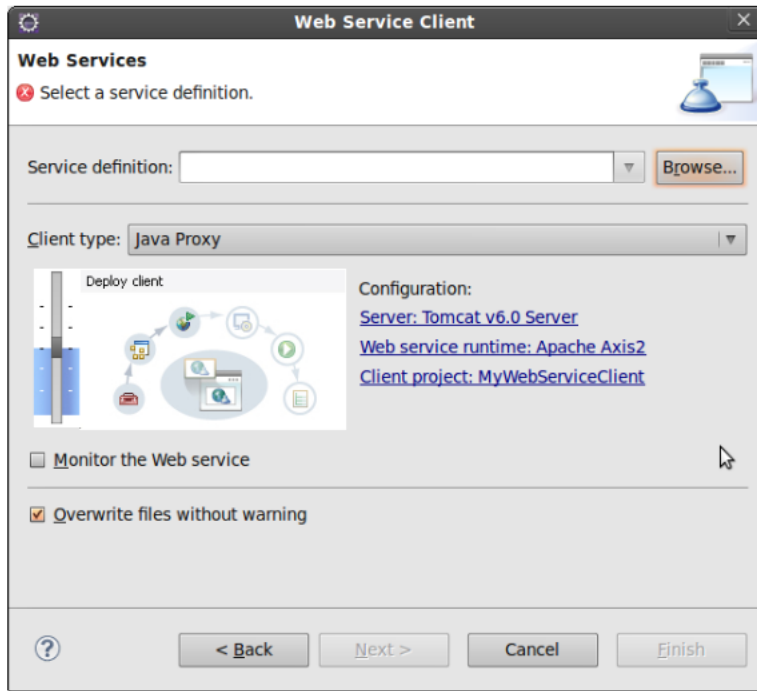 Web Service Client
Web Services
Select a service definition.
Service definition:
Browse...
Client type: Java Proxy
Deploy client
Configuration:
Server: Tomcat v6.0 Server
Web service runtime: Apache Axis2
Client project: MyWebServiceClient
Monitor the Web service
Overwrite files without warning
? < Back Next > Cancel Finish